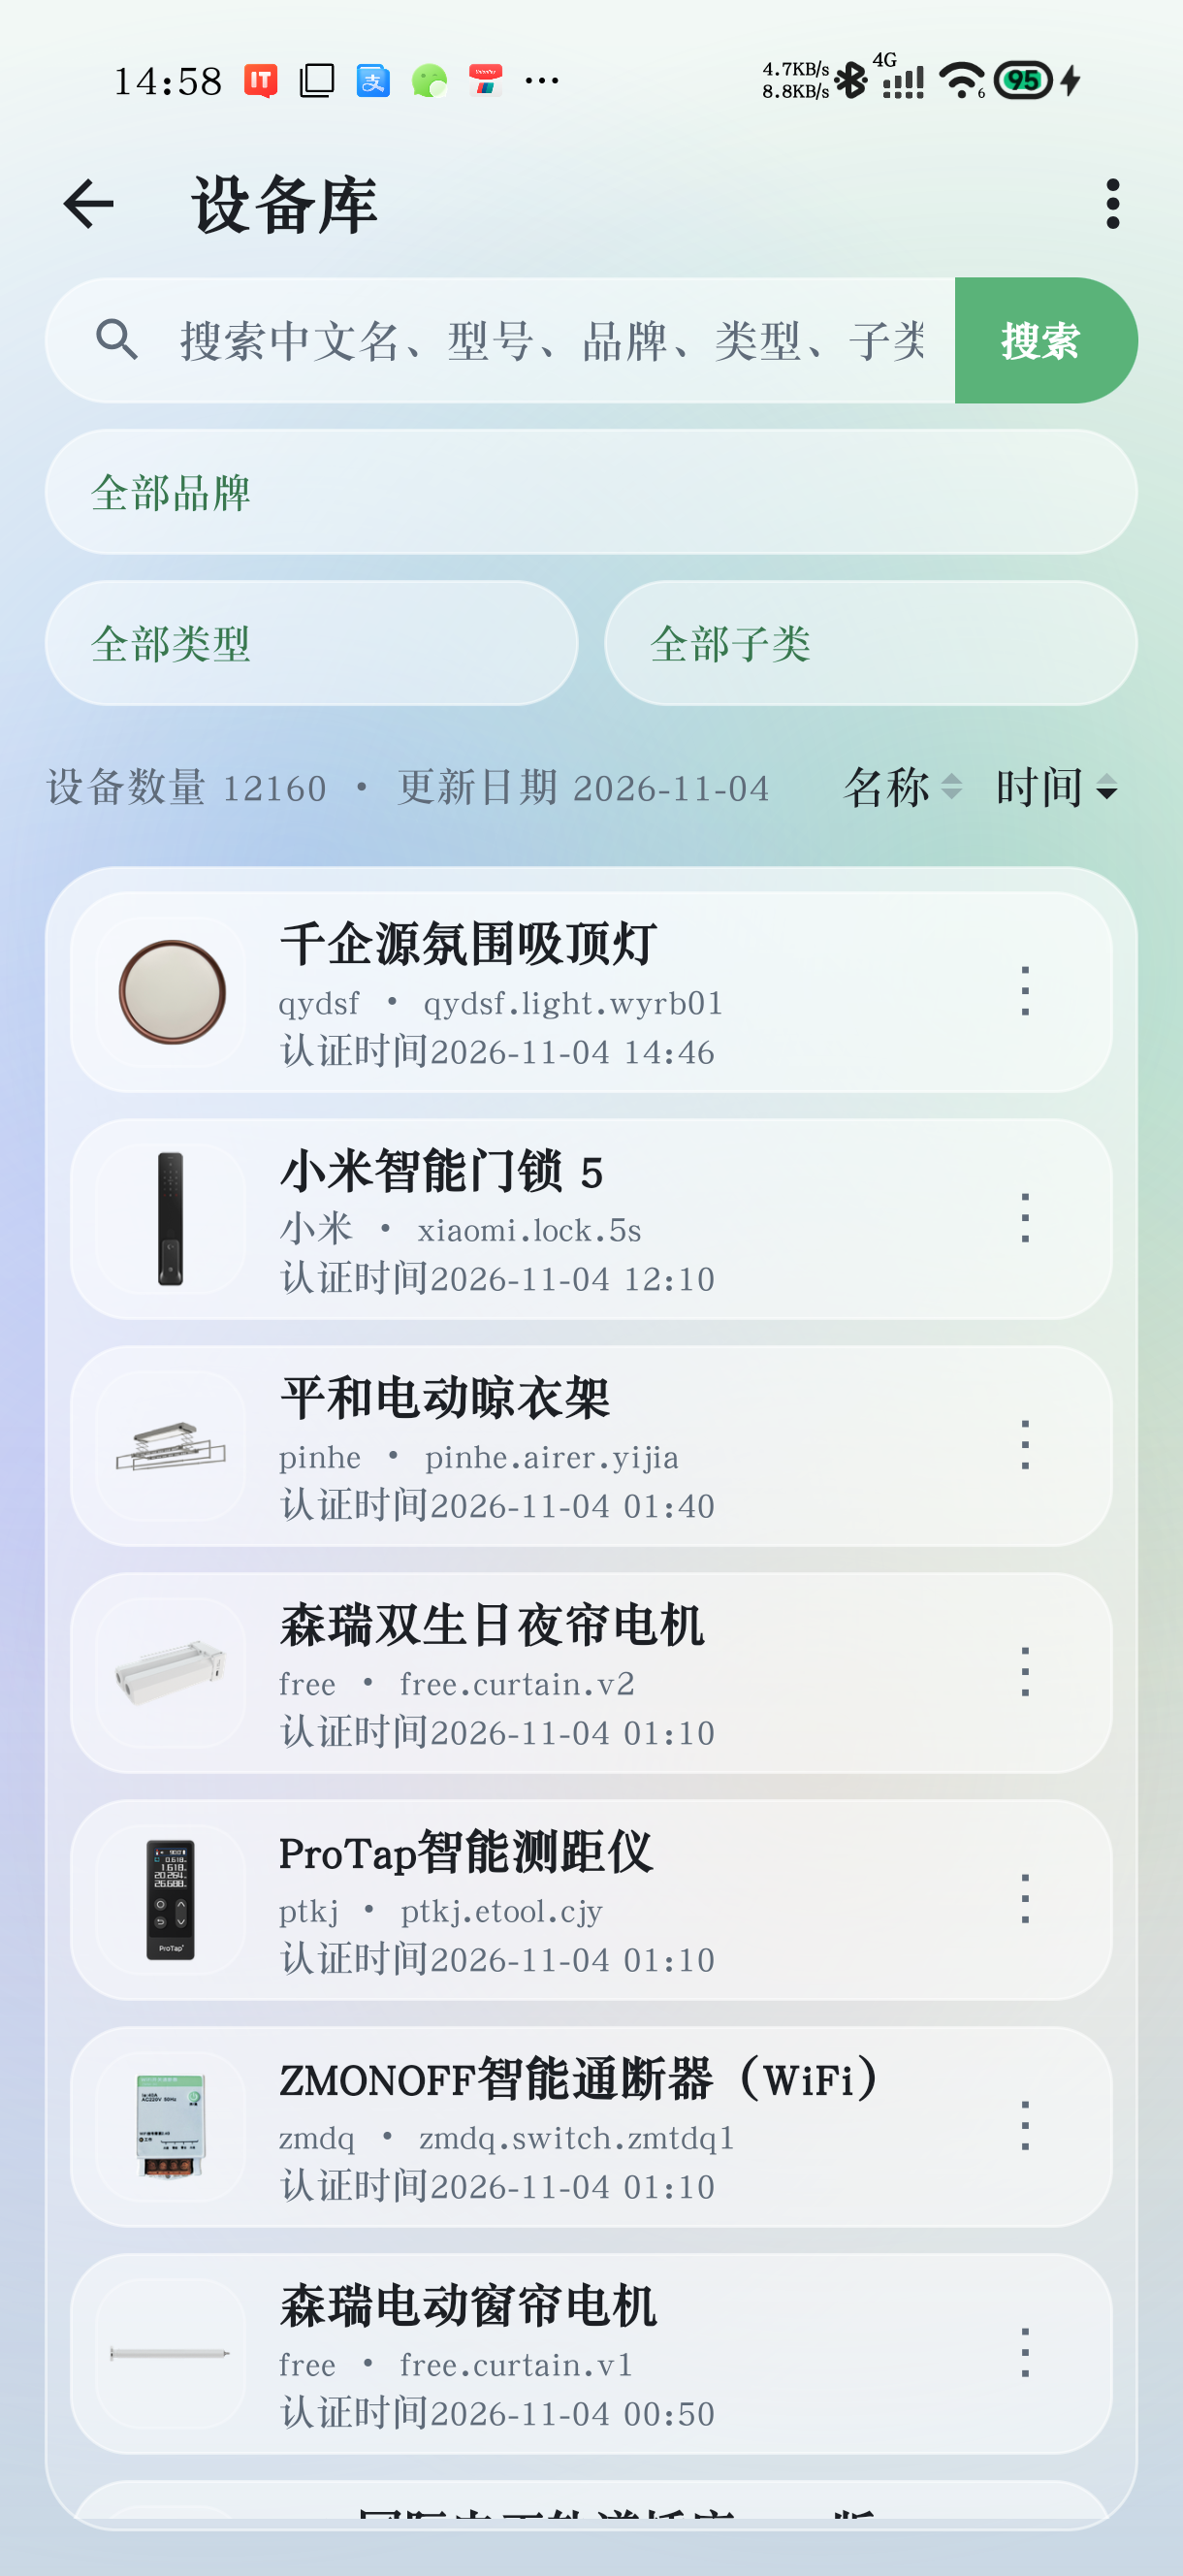 14:58
4.7KB/s
8.8KB/s
4G
6
95
设备库
搜索中文名、型号、品牌、类型、子类
搜索
全部品牌
全部类型
全部子类
设备数量 12160 • 更新日期 2026-11-04
名称
时间
千企源氛围吸顶灯
qydsf • qydsf.light.wyrb01
认证时间2026-11-04 14:46
小米智能门锁 5
小米 • xiaomi.lock.5s
认证时间2026-11-04 12:10
平和电动晾衣架
pinhe • pinhe.airer.yijia
认证时间2026-11-04 01:40
森瑞双生日夜帘电机
free • free.curtain.v2
认证时间2026-11-04 01:10
ProTap智能测距仪
ptkj • ptkj.etool.cjy
认证时间2026-11-04 01:10
ProTap
ZMONOFF智能通断器（WiFi）
zmdq • zmdq.switch.zmtdq1
认证时间2026-11-04 01:10
森瑞电动窗帘电机
free • free.curtain.v1
认证时间2026-11-04 00:50